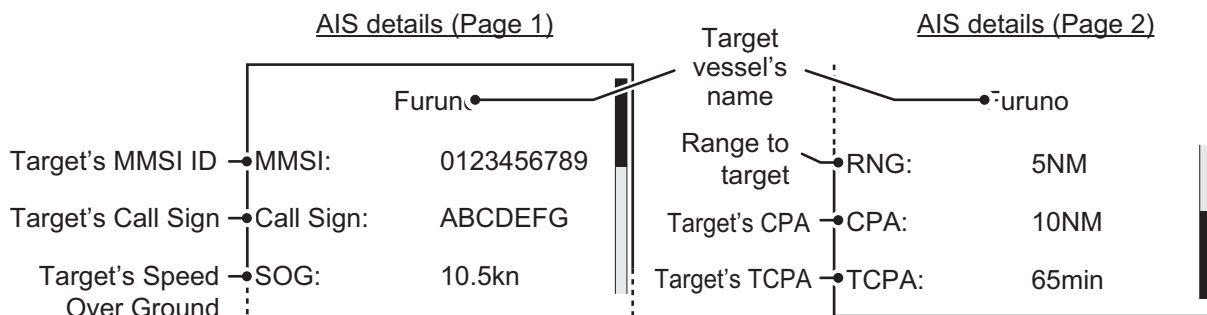 AIS details (Page 1)
Target
vessel's
name
AIS details (Page 2)
Furuno
Furuno
Target's MMSI ID
MMSI:
0123456789
Range to
target
RNG:
5NM
Target's Call Sign
Call Sign:
ABCDEFG
Target's CPA
CPA:
10NM
Target's Speed
Over Ground
SOG:
10.5kn
Target's TCPA
TCPA:
65min